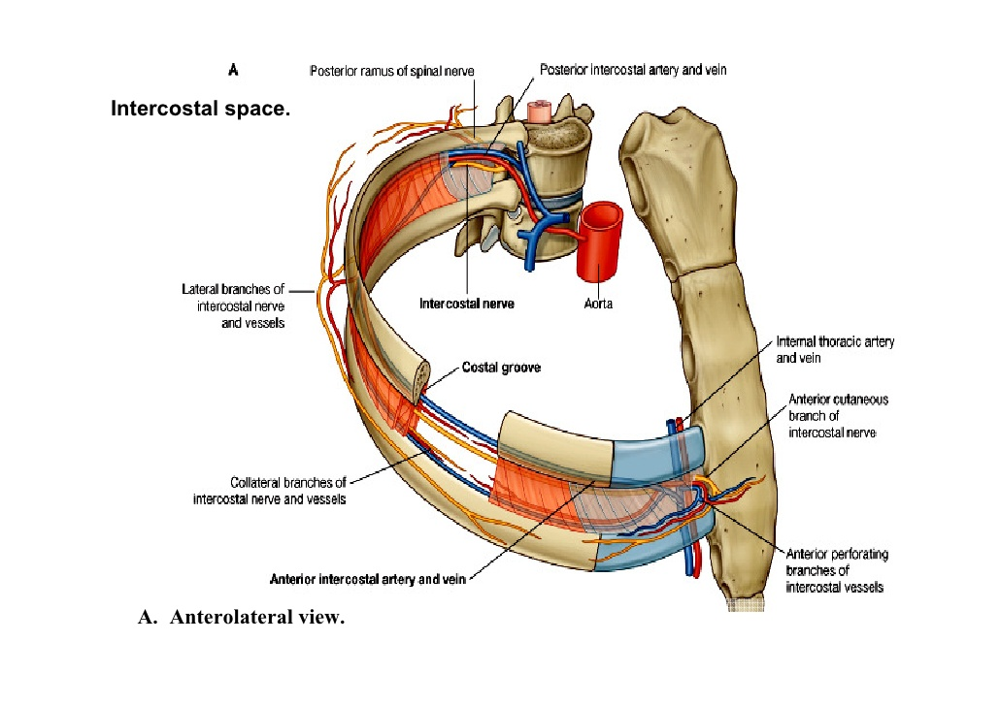 A
Posterior ramus of spinal nerve
Posterior intercostal artery and vein
Intercostal space.
Lateral branches of
intercostal nerve
and vessels
Intercostal nerve
Aorta
Internal thoracic artery
and vein
Costal groove
Anterior cutaneous
branch of
intercostal nerve
Collateral branches of
intercostal nerve and vessels
Anterior perforating
branches of
intercostal vessels
Anterior intercostal artery and vein
A. Anterolateral view.